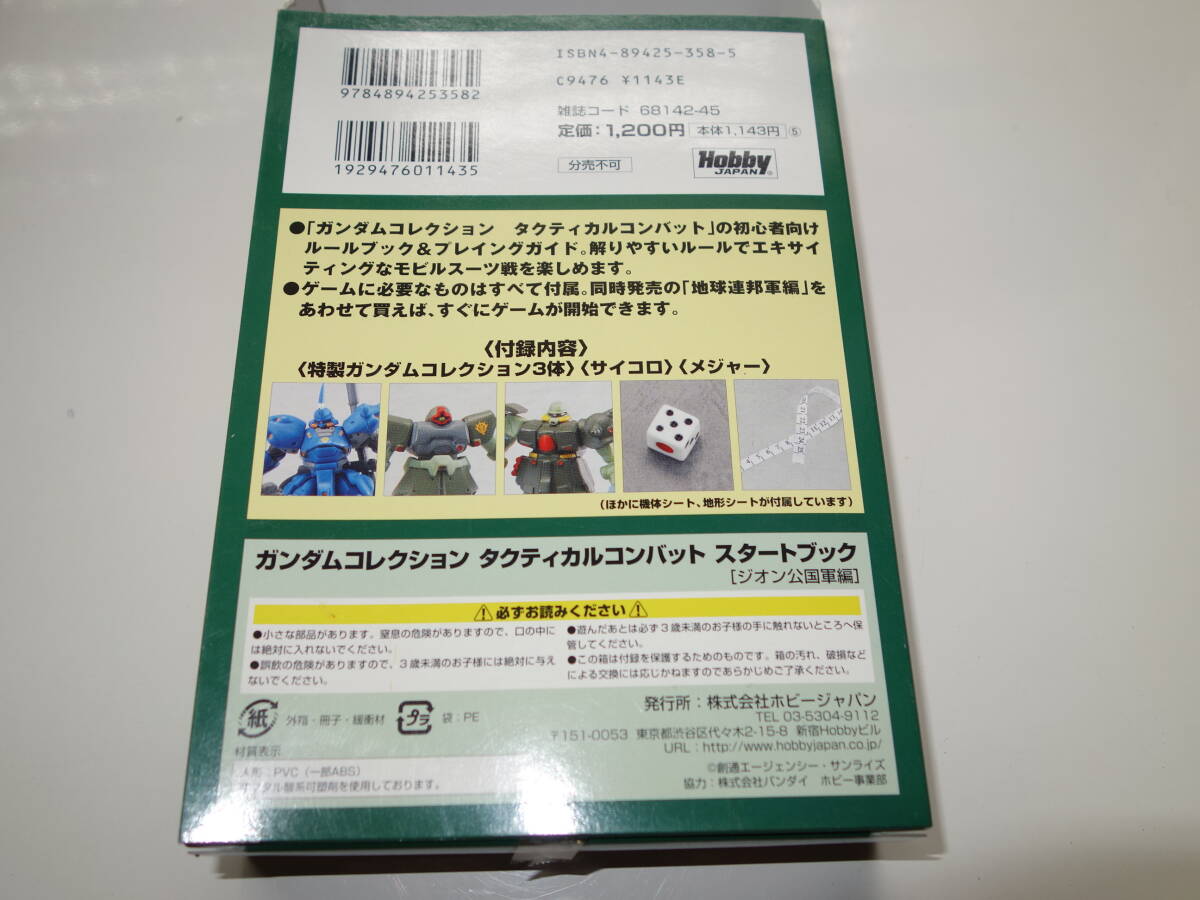 ISBN4-89425-358-5
C9476 ¥1143E
9784894253582
雑誌コード 68142-45
定価:1,200円 本体1,143円 ⑤
1929476011435
分売不可
Hobby
JAPAN
●「ガンダムコレクション タクティカルコンバット」の初心者向け
ルールブック&プレイングガイド。解りやすいルールでエキサイ
ティングなモビルスーツ戦を楽しめます。
●ゲームに必要なものはすべて付属。同時発売の「地球連邦軍編」を
あわせて買えば、すぐにゲームが開始できます。
〈付録内容〉
〈特製ガンダムコレクション3体〉〈サイコロ〉〈メジャー〉
(ほかに機体シート、地形シートが付属しています)
ガンダムコレクション タクティカルコンバット スタートブック
[ジオン公国軍編]
⚠必ずお読みください⚠
●小さな部品があります。窒息の危険がありますので、口の中に
は絶対に入れないでください。
●誤飲の危険がありますので、3歳未満のお子様には絶対に与え
ないでください。
●遊んだあとは必ず3歳未満のお子様の手に触れないところへ保
管してください。
●この箱は付録を保護するためのものです。箱の汚れ、破損など
による交換には応じかねますのであらかじめご了承ください。
紙 外指・冊子・緩衝材 プラ 袋:PE
発行所:株式会社ホビージャパン
TEL 03-5304-9112
〒151-0053 東京都渋谷区代々木2-15-8 新宿Hobbyビル
URL:http://www.hobbyjapan.co.jp/
材質表示
人形:PVC(一部ABS)
フタル酸系可塑剤を使用しております。
©創通エージェンシー・サンライズ
協力:株式会社バンダイ ホビー事業部